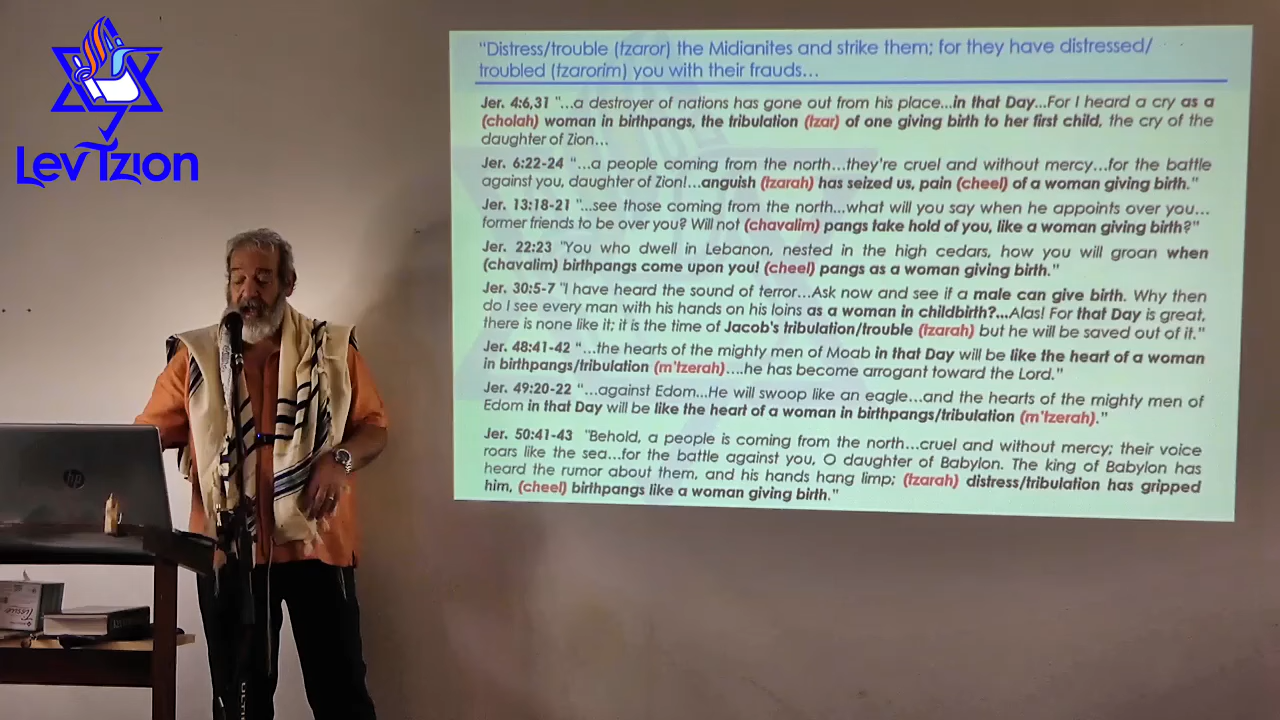 Lev Tzion
"Distress/trouble (tzaror) the Midianites and strike them; for they have distressed/
troubled (tzarorim) you with their frauds…
Jer. 4:6,31 "…a destroyer of nations has gone out from his place...in that Day...For I heard a cry as a
(cholah) woman in birthpangs, the tribulation (tzar) of one giving birth to her first child, the cry of the
daughter of Zion…
Jer. 6:22-24 "…a people coming from the north...they're cruel and without mercy...for the battle
against you, daughter of Zion!...anguish (tzarah) has seized us, pain (cheel) of a woman giving birth."
Jer. 13:18-21 "...see those coming from the north...what will you say when he appoints over you…
former friends to be over you? Will not (chavalim) pangs take hold of you, like a woman giving birth?"
Jer. 22:23 "You who dwell in Lebanon, nested in the high cedars, how you will groan when
(chavalim) birthpangs come upon you! (cheel) pangs as a woman giving birth."
Jer. 30:5-7 "I have heard the sound of terror...Ask now and see if a male can give birth. Why then
do I see every man with his hands on his loins as a woman in childbirth?...Alas! For that Day is great,
there is none like it; it is the time of Jacob's tribulation/trouble (tzarah) but he will be saved out of it."
Jer. 48:41-42 "…the hearts of the mighty men of Moab in that Day will be like the heart of a woman
in birthpangs/tribulation (m'tzerah)....he has become arrogant toward the Lord."
Jer. 49:20-22 "…against Edom...He will swoop like an eagle...and the hearts of the mighty men of
Edom in that Day will be like the heart of a woman in birthpangs/tribulation (m'tzerah)."
Jer. 50:41-43 "Behold, a people is coming from the north...cruel and without mercy; their voice
roars like the sea...for the battle against you, O daughter of Babylon. The king of Babylon has
heard the rumor about them, and his hands hang limp; (tzarah) distress/tribulation has gripped
him, (cheel) birthpangs like a woman giving birth."
hp